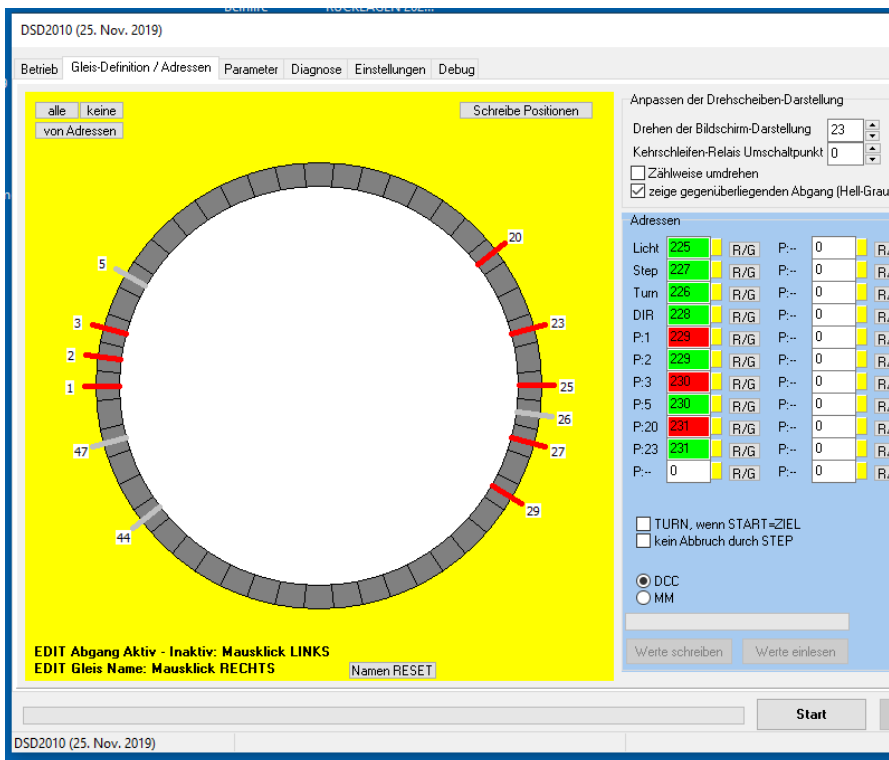 DSD2010 (25. Nov. 2019)
Betrieb Gleis-Definition / Adressen Parameter Diagnose Einstellungen Debug
alle keine Schreibe Positionen
von Adressen
20
5
3
23
2
1
25
26
47
27
29
44
EDIT Abgang Aktiv - Inaktiv: Mausklick LINKS
EDIT Gleis Name: Mausklick RECHTS
Namen RESET
Anpassen der Drehscheiben-Darstellung
Drehen der Bildschirm-Darstellung 23
Kehrschleifen-Relais Umschaltpunkt 0
Zählweise umdrehen
zeige gegenüberliegenden Abgang (Hell-Grau
Adressen
Licht 225 R/G P:-- 0 R/
Step 227 R/G P:-- 0 R/
Turn 226 R/G P:-- 0 R/
DIR 228 R/G P:-- 0 R/
P:1 229 R/G P:-- 0 R/
P:2 229 R/G P:-- 0 R/
P:3 230 R/G P:-- 0 R/
P:5 230 R/G P:-- 0 R/
P:20 231 R/G P:-- 0 R/
P:23 231 R/G P:-- 0 R/
P:-- 0 R/G P:-- 0 R/
TURN, wenn START=ZIEL
kein Abbruch durch STEP
DCC
MM
Werte schreiben Werte einlesen
Start
DSD2010 (25. Nov. 2019)